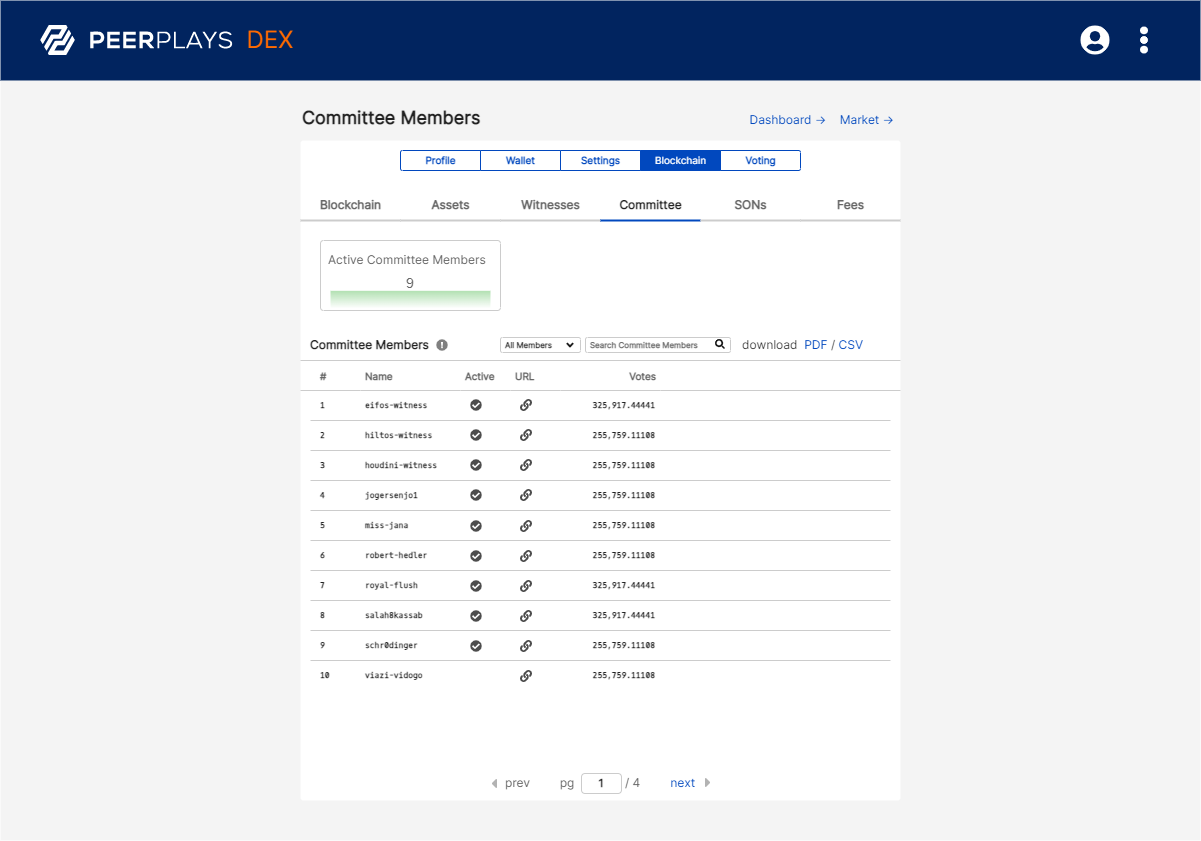 PEERPLAYS DEX
Committee Members
Dashboard → Market →
Profile Wallet Settings Blockchain Voting
Blockchain Assets Witnesses Committee SONs Fees
Active Committee Members
9
Committee Members ! All Members Search Committee Members download PDF / CSV
# Name Active URL Votes
1 eifos-witness 325,917.44441
2 hiltos-witness 255,759.11108
3 houdini-witness 255,759.11108
4 jogersenjo1 255,759.11108
5 miss-jana 255,759.11108
6 robert-hedler 255,759.11108
7 royal-flush 325,917.44441
8 salah8kassab 325,917.44441
9 schr0dinger 255,759.11108
10 viazi-vidogo 255,759.11108
prev pg 1 / 4 next